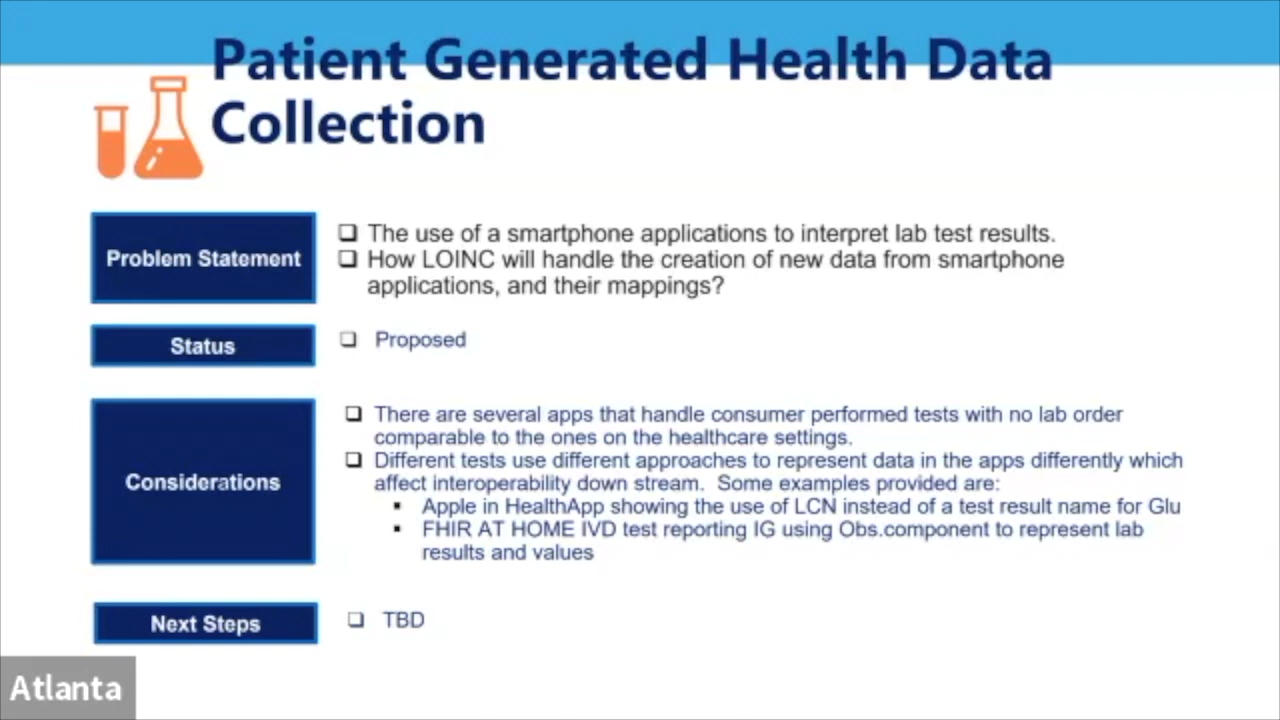 Patient Generated Health Data
Collection
Problem Statement
❑ The use of a smartphone applications to interpret lab test results.
❑ How LOINC will handle the creation of new data from smartphone
applications, and their mappings?
Status
❑ Proposed
Considerations
❑ There are several apps that handle consumer performed tests with no lab order
comparable to the ones on the healthcare settings.
❑ Different tests use different approaches to represent data in the apps differently which
affect interoperability down stream.  Some examples provided are:
▪ Apple in HealthApp showing the use of LCN instead of a test result name for Glu
▪ FHIR AT HOME IVD test reporting IG using Obs.component to represent lab
results and values
Next Steps
❑ TBD
Atlanta